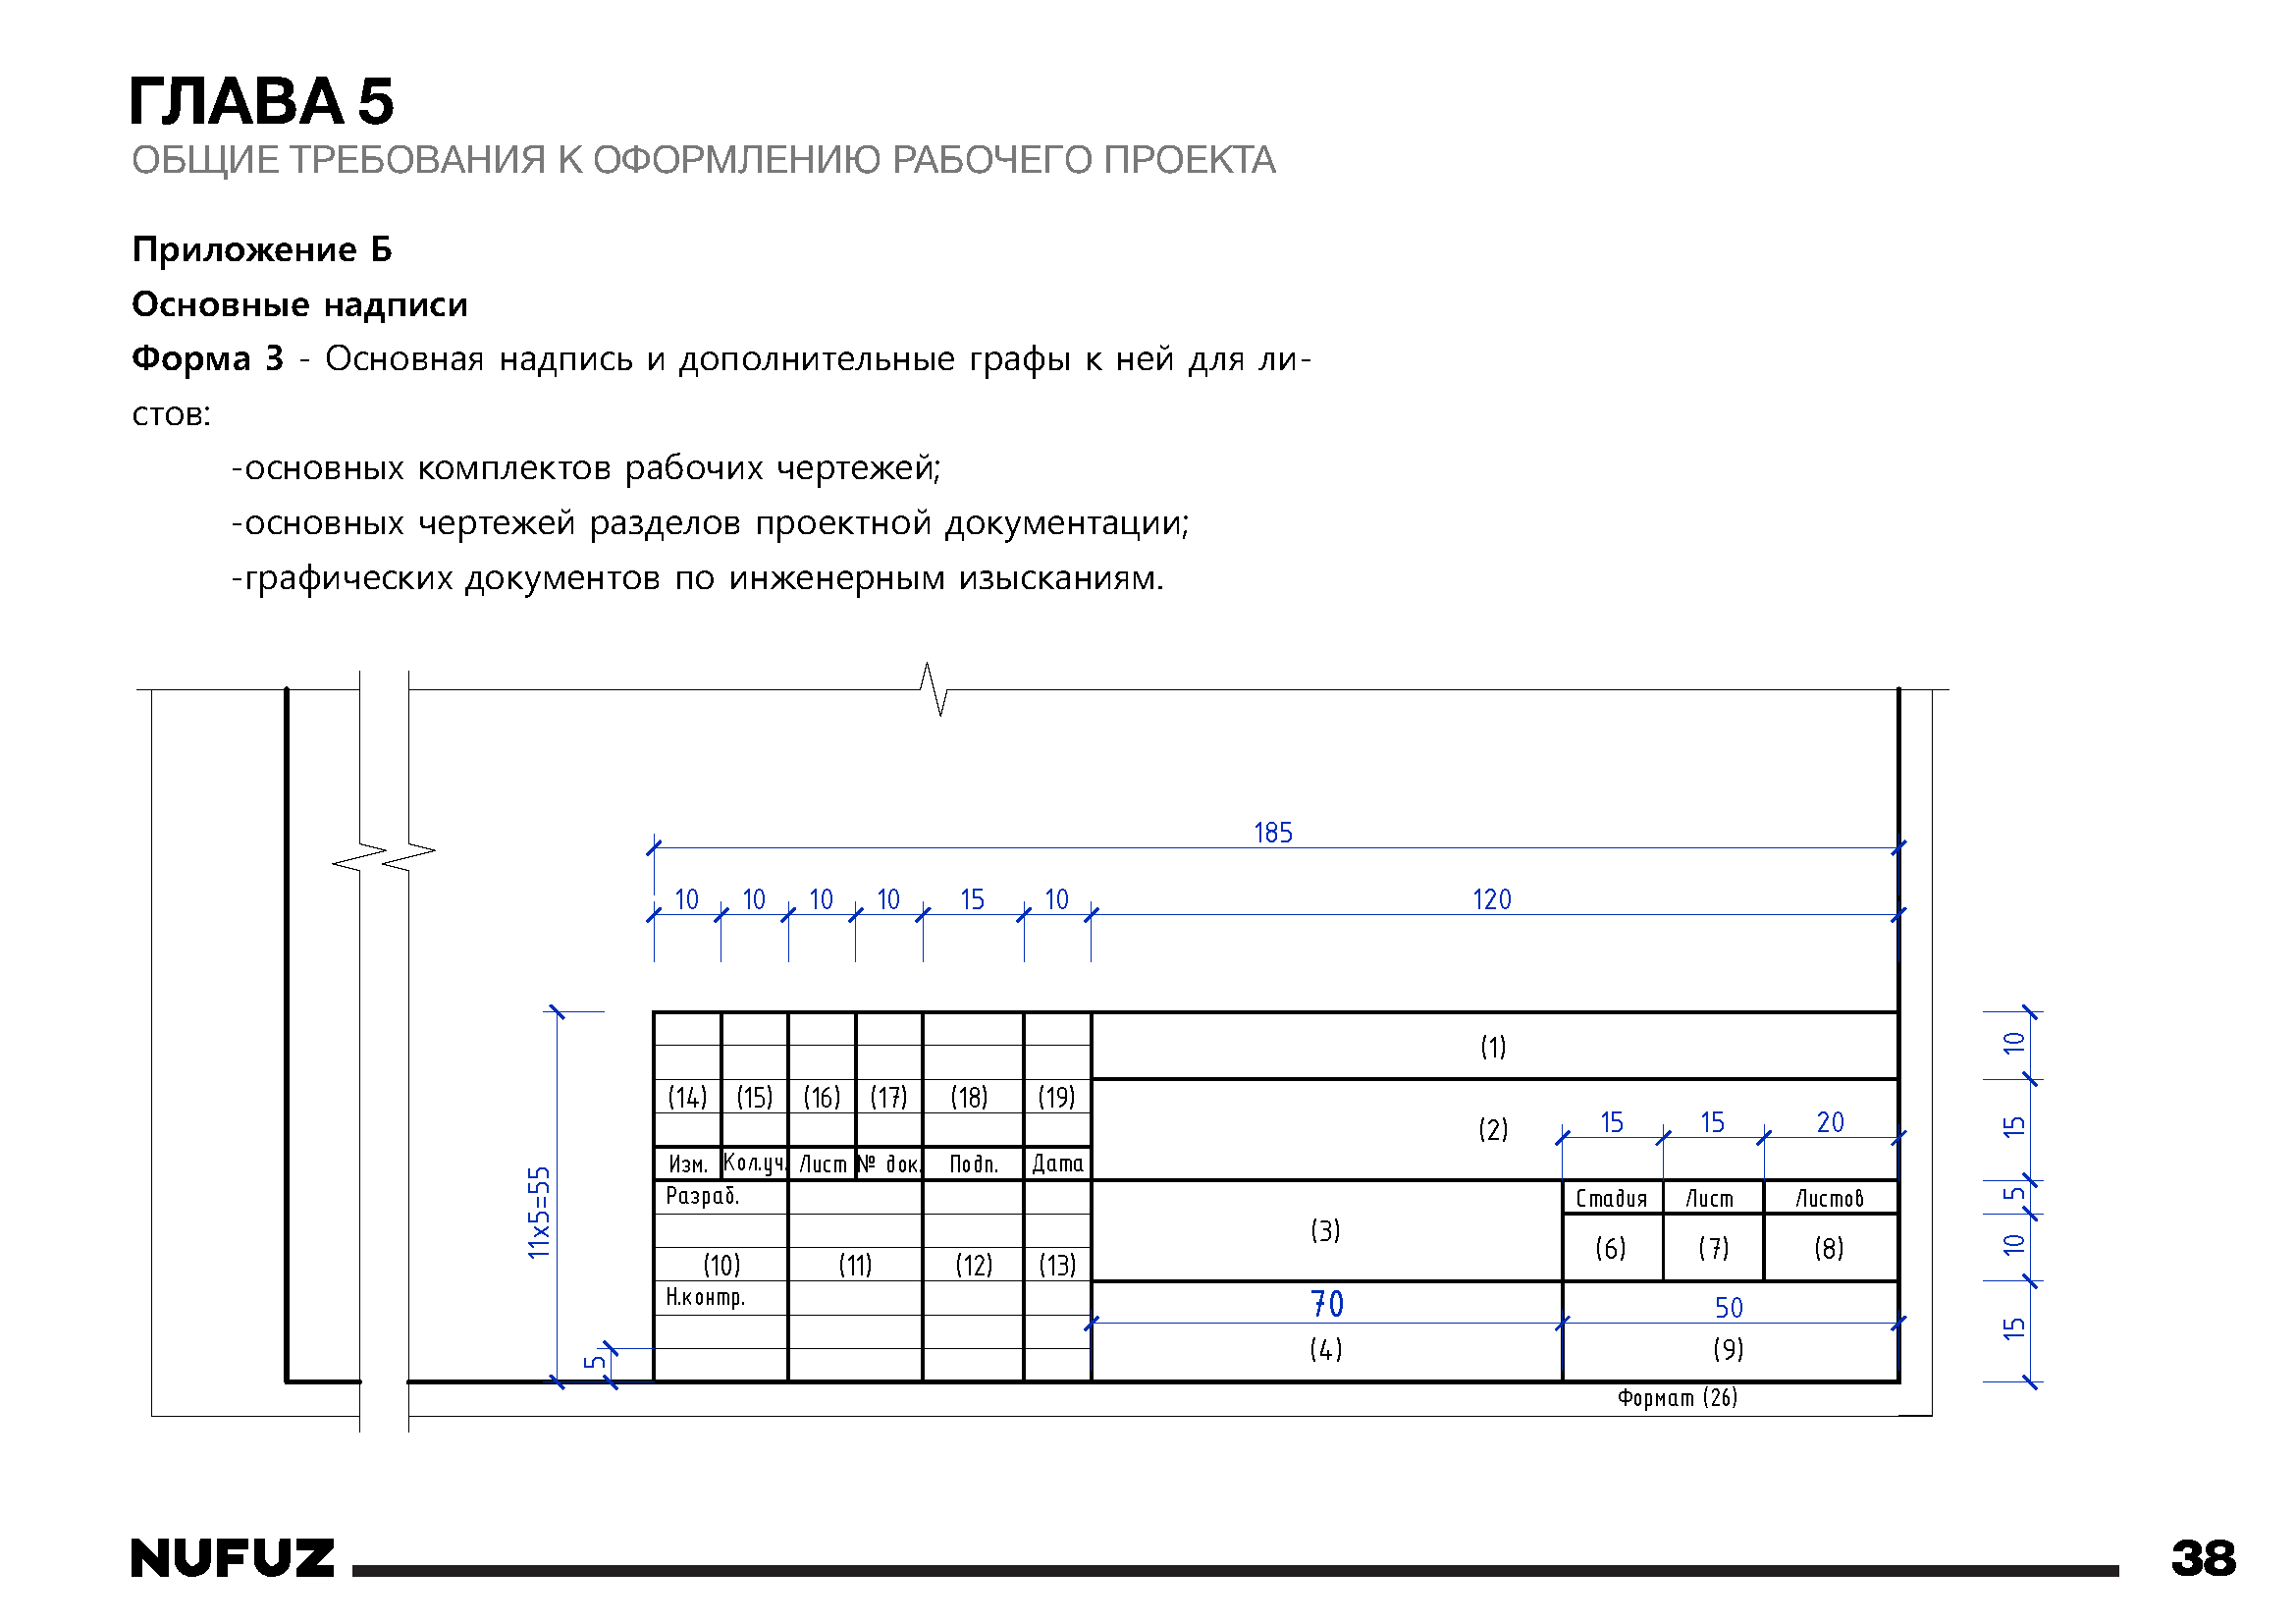 ГЛАВА 5
ОБЩИЕ ТРЕБОВАНИЯ К ОФОРМЛЕНИЮ РАБОЧЕГО ПРОЕКТА
Приложение Б
Основные надписи
Форма 3 - Основная надпись и дополнительные графы к ней для ли-
стов:
-основных комплектов рабочих чертежей;
-основных чертежей разделов проектной документации;
-графических документов по инженерным изысканиям.
185
10 10 10 10 15 10 120
(1)
10
(14) (15) (16) (17) (18) (19)
(2)
15 15 20
15
Изм. Кол.уч. Лист № док. Подп. Дата
11x5=55
Разраб.
Стадия Лист Листов
5
(3)
(6) (7) (8)
10
(10) (11) (12) (13)
Н.контр.
70
50
15
(4)
(9)
5
Формат (26)
NUFUZ
38